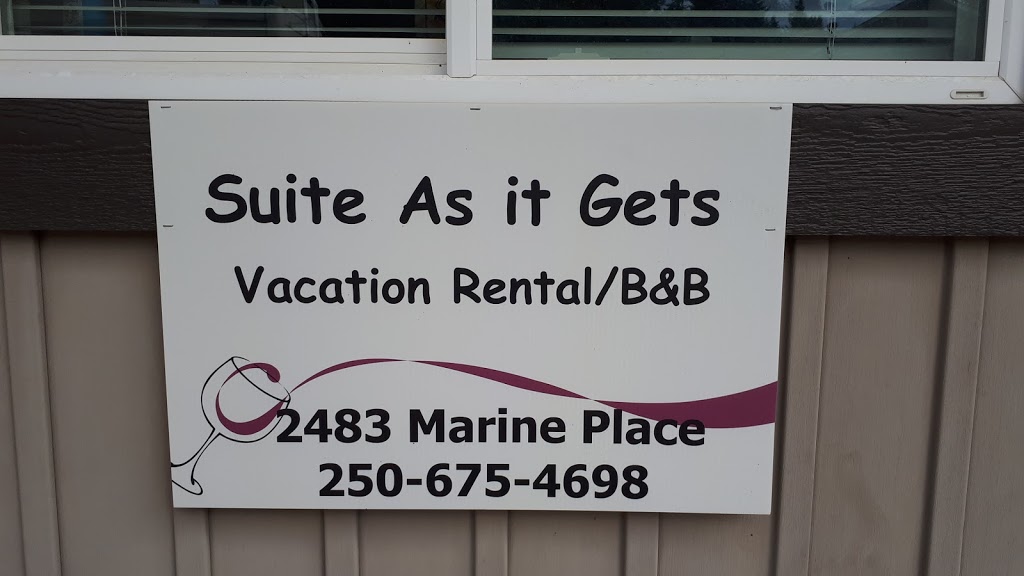 Suite As it Gets
Vacation Rental/B&B
2483 Marine Place
250-675-4698